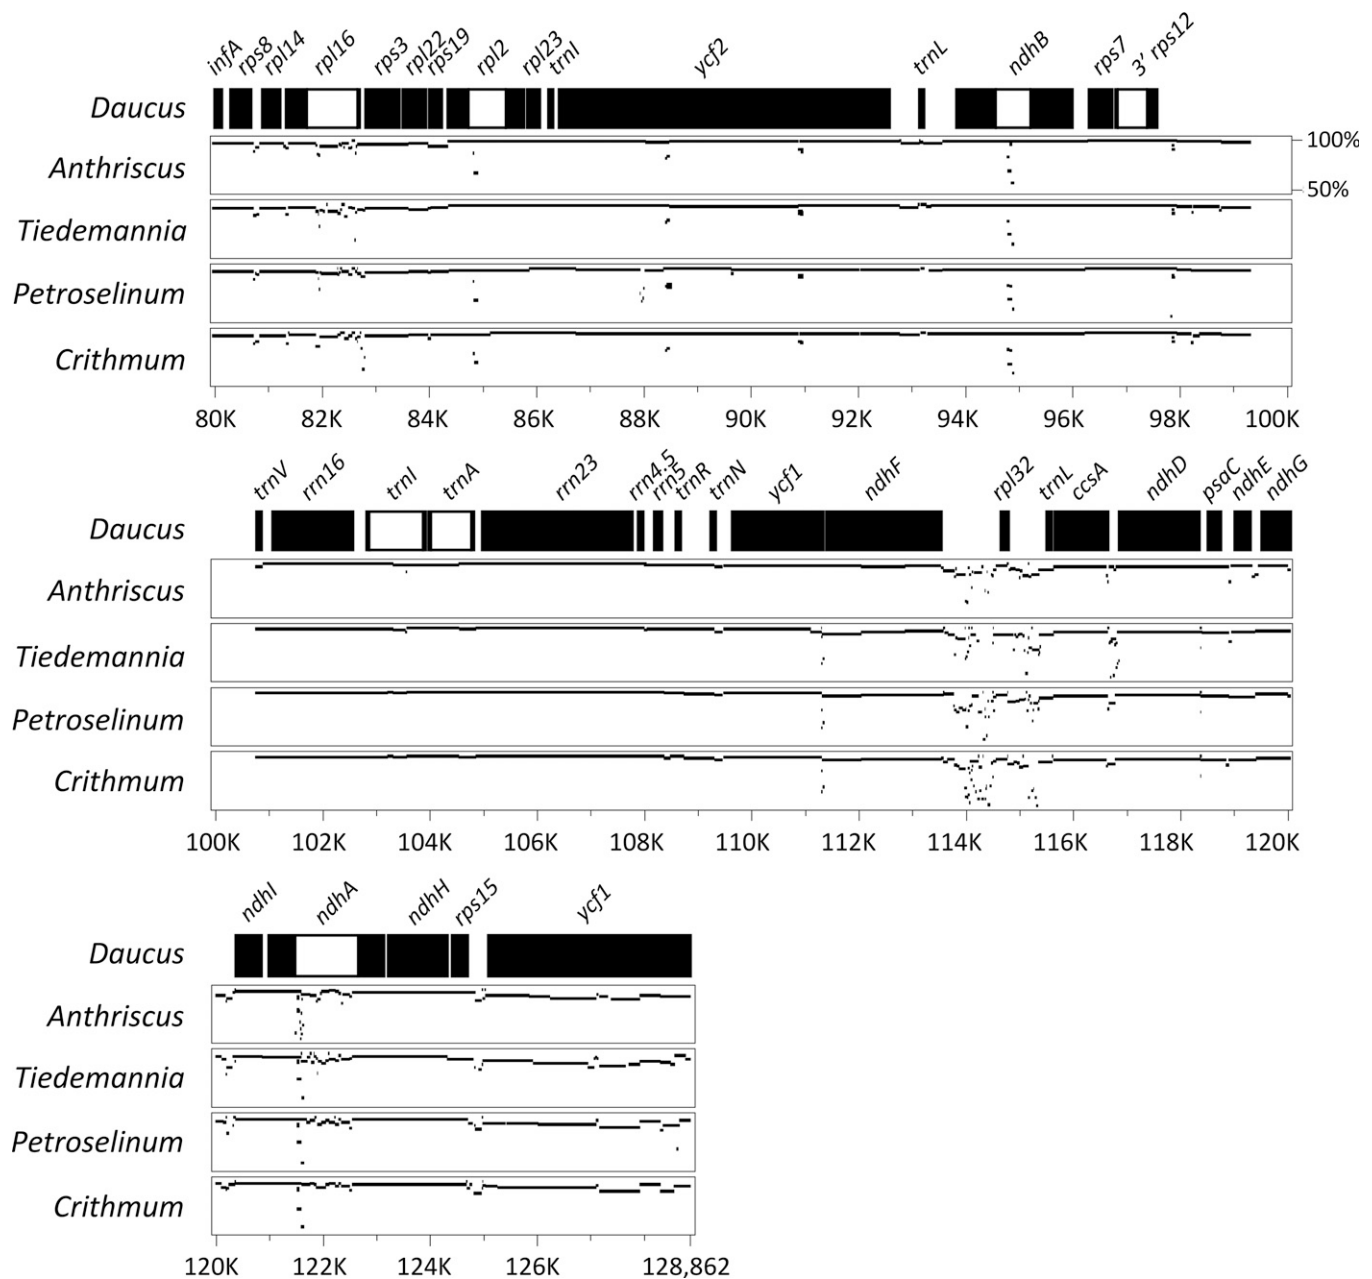 infA rps8 rpl14 rpl16 rps3 rpl22 rps19 rpl2 rpl23 trnI ycf2 trnL ndhB rps7 3' rps12
Daucus
Anthriscus 100%
50%
Tiedemannia
Petroselinum
Crithmum
80K 82K 84K 86K 88K 90K 92K 94K 96K 98K 100K
trnV rrn16 trnI trnA rrn23 rrn4.5 rrn5 trnR trnN ycf1 ndhF rpl32 trnL ccsA ndhD psaC ndhE ndhG
Daucus
Anthriscus
Tiedemannia
Petroselinum
Crithmum
100K 102K 104K 106K 108K 110K 112K 114K 116K 118K 120K
ndhI ndhA ndhH rps15 ycf1
Daucus
Anthriscus
Tiedemannia
Petroselinum
Crithmum
120K 122K 124K 126K 128,862